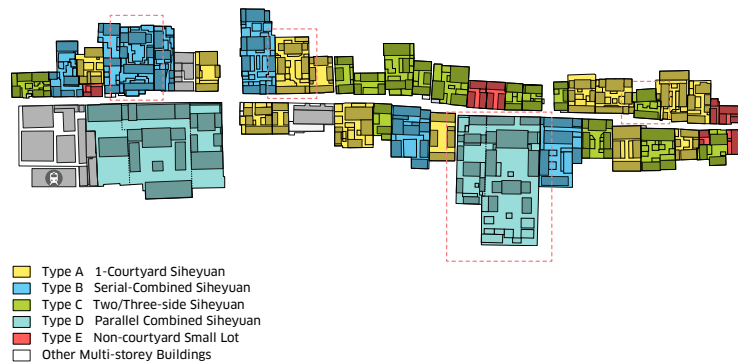 Type A 1-Courtyard Siheyuan
Type B Serial-Combined Siheyuan
Type C Two/Three-side Siheyuan
Type D Parallel Combined Siheyuan
Type E Non-courtyard Small Lot
Other Multi-storey Buildings